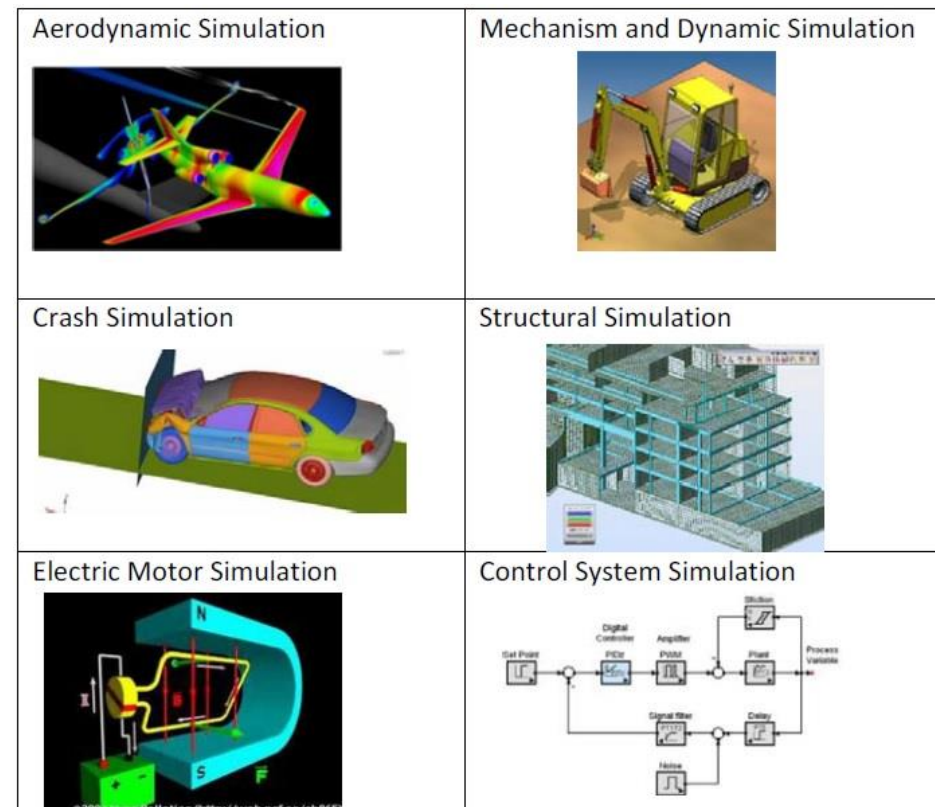 Aerodynamic Simulation
Mechanism and Dynamic Simulation
Crash Simulation
Structural Simulation
Electric Motor Simulation
N
I
B
S
F
+ -
Control System Simulation
Stiction
Digital
Controller
Amplifier
Set Point
PID
PWM
Plant
Process
Variable
Signal filter
Delay
Noise